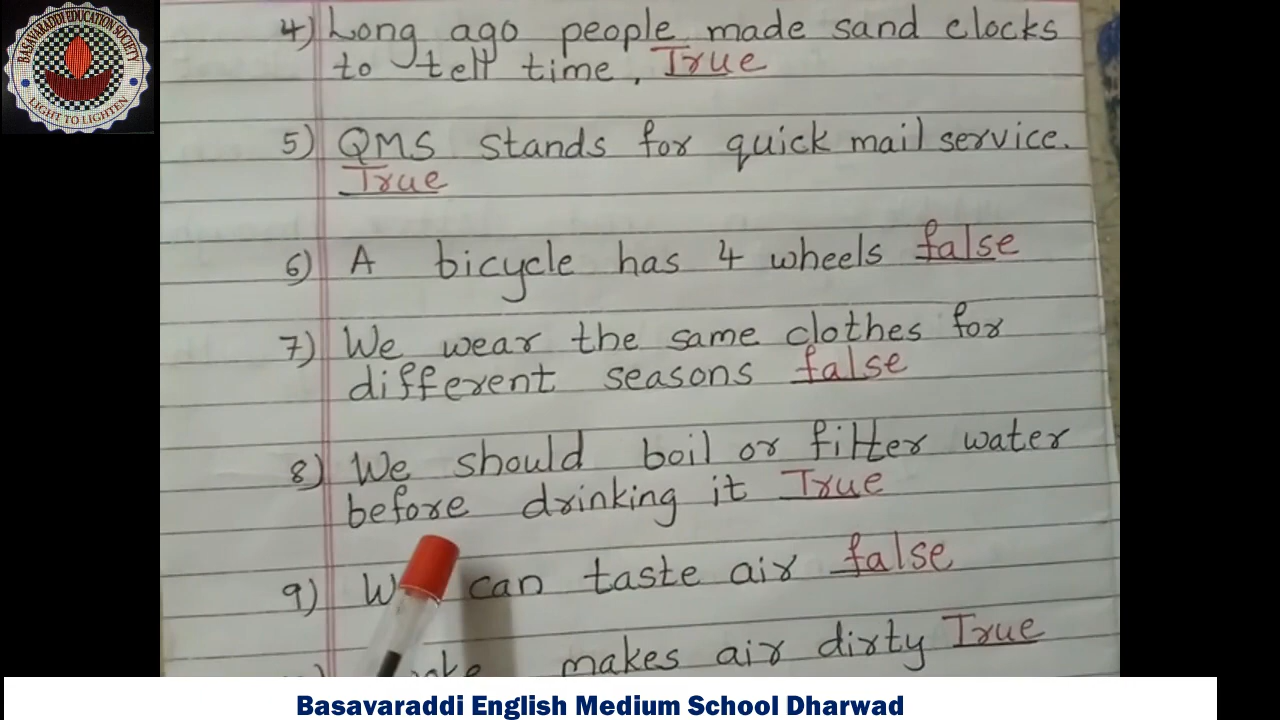 BASAVARADDI EDUCATION SOCIETY
LIGHT TO LIGHTEN
4) Long ago people made sand clocks
to tell time. True
5) QMS stands for quick mail service.
True
6) A bicycle has 4 wheels false
7) We wear the same clothes for
different seasons false
8) We should boil or filter water
before drinking it True
9) We can taste air false
makes air dirty True
Basavaraddi English Medium School Dharwad